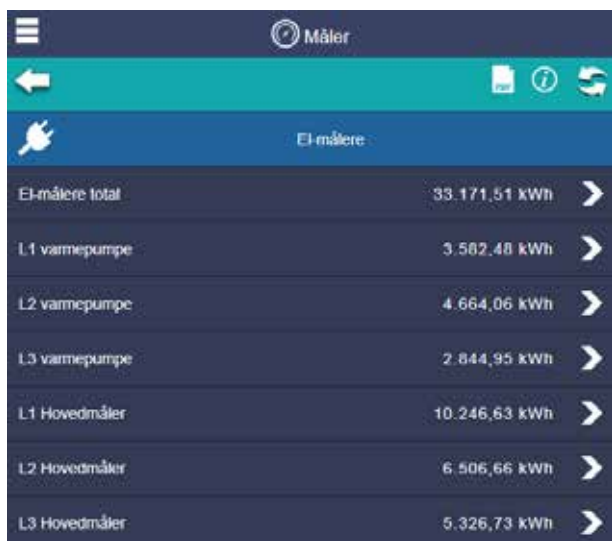 Måler
PDF
El-målere
El-målere total 33.171,51 kWh
L1 varmepumpe 3.582,48 kWh
L2 varmepumpe 4.664,06 kWh
L3 varmepumpe 2.844,95 kWh
L1 Hovedmåler 10.246,63 kWh
L2 Hovedmåler 6.506,66 kWh
L3 Hovedmåler 5.326,73 kWh